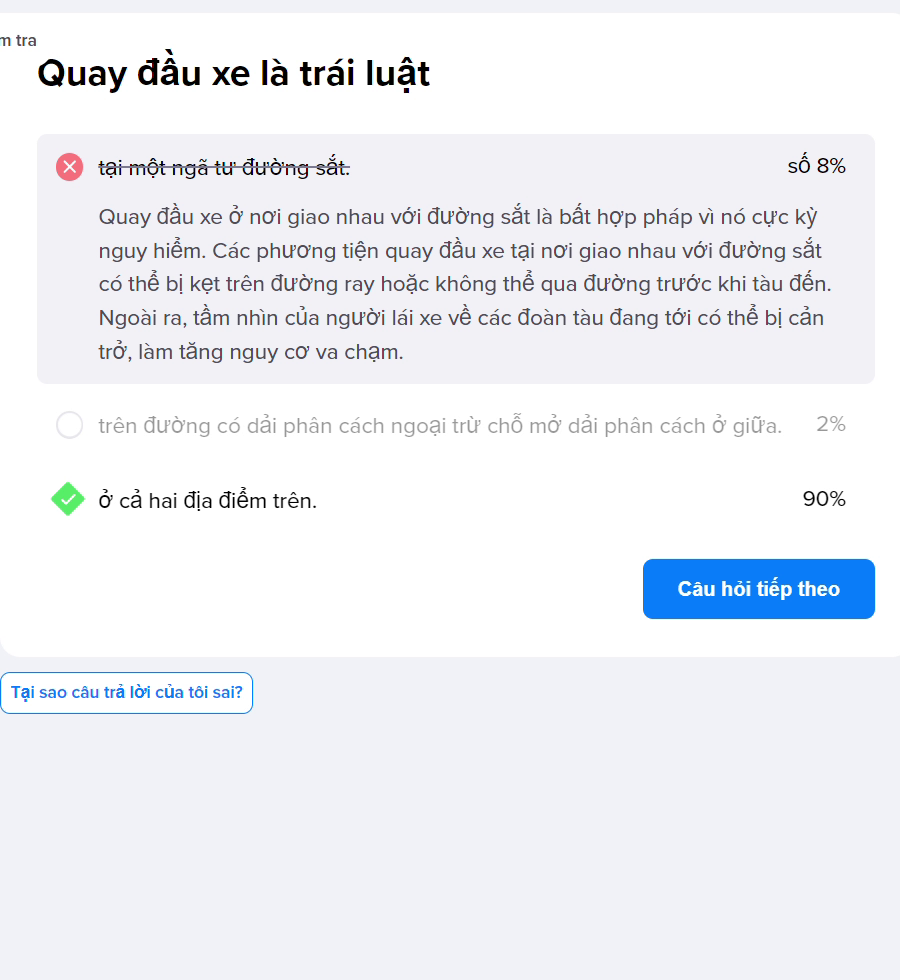 m tra
Quay đầu xe là trái luật
tại một ngã tư đường sắt.
số 8%
Quay đầu xe ở nơi giao nhau với đường sắt là bất hợp pháp vì nó cực kỳ
nguy hiểm. Các phương tiện quay đầu xe tại nơi giao nhau với đường sắt
có thể bị kẹt trên đường ray hoặc không thể qua đường trước khi tàu đến.
Ngoài ra, tầm nhìn của người lái xe về các đoàn tàu đang tới có thể bị cản
trở, làm tăng nguy cơ va chạm.
trên đường có dải phân cách ngoại trừ chỗ mở dải phân cách ở giữa.
2%
ở cả hai địa điểm trên.
90%
Câu hỏi tiếp theo
Tại sao câu trả lời của tôi sai?